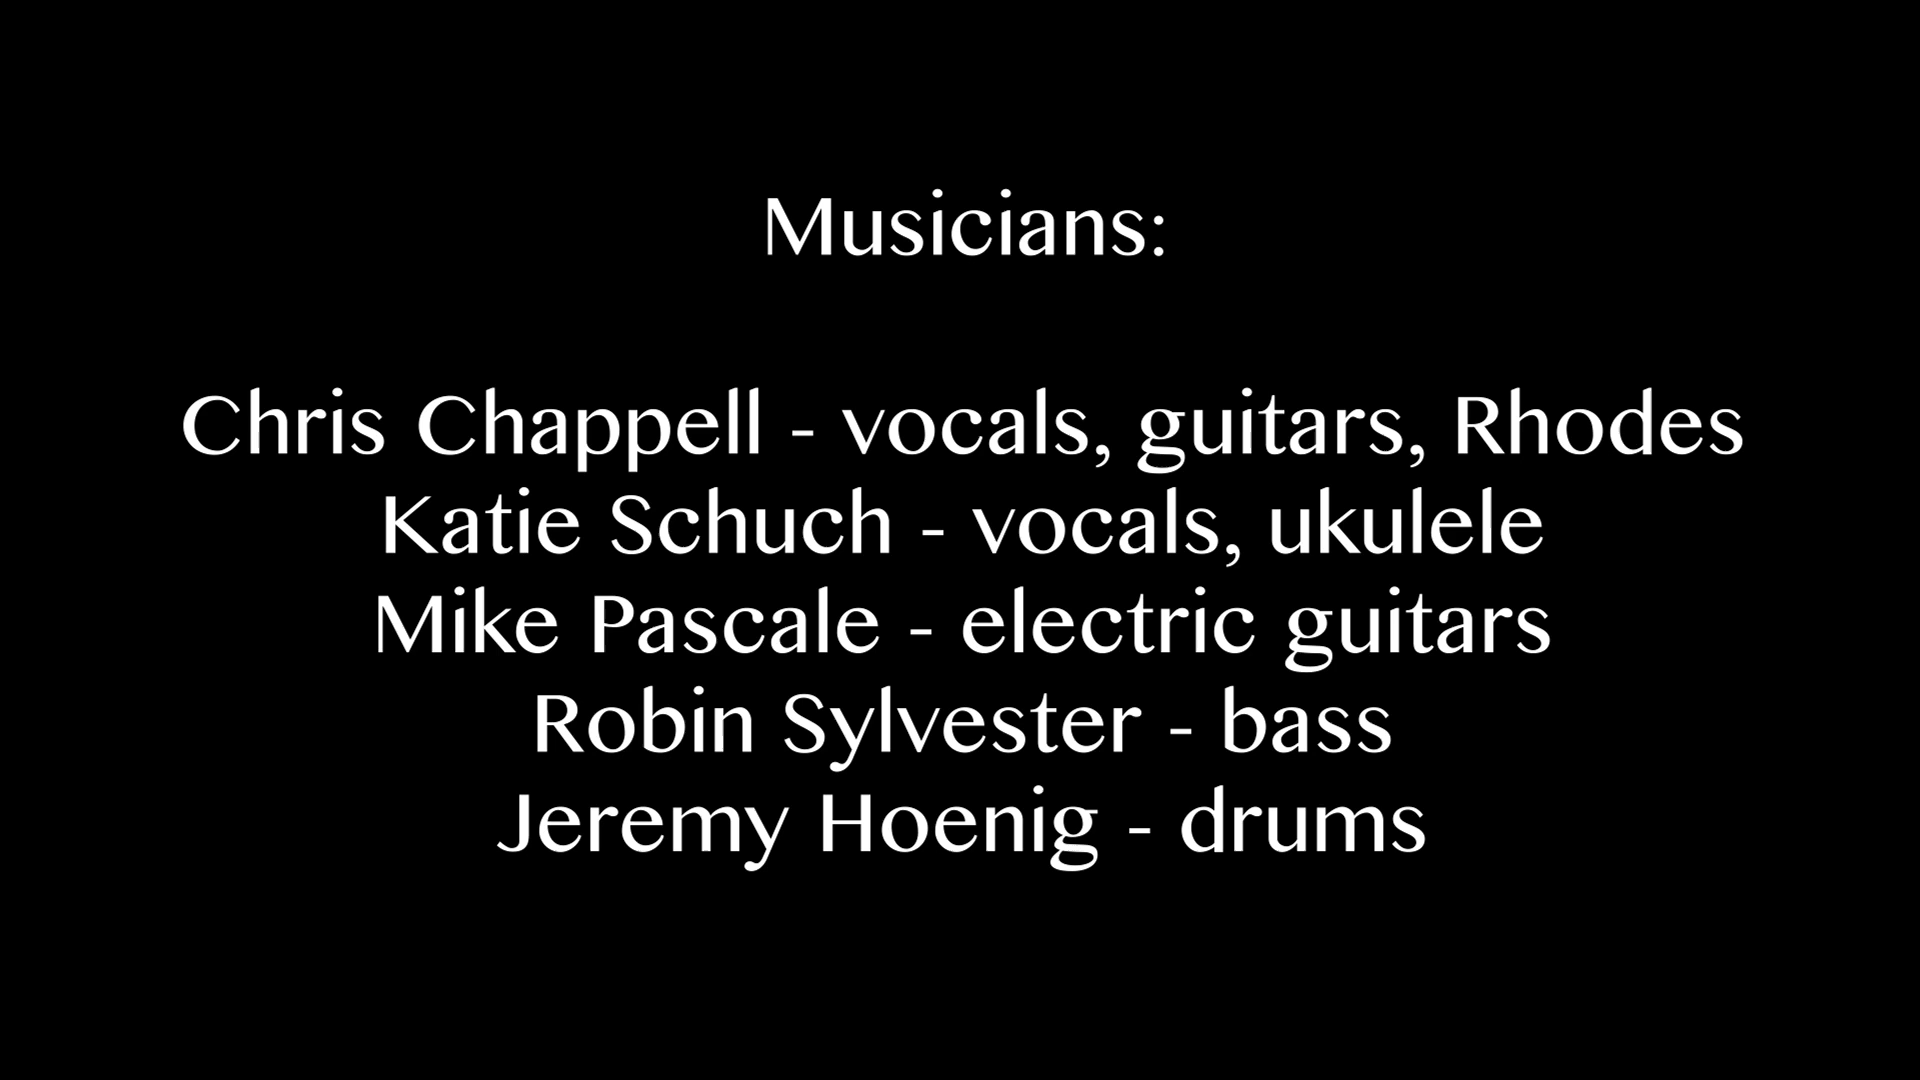 Musicians:
Chris Chappell - vocals, guitars, Rhodes
Katie Schuch - vocals, ukulele
Mike Pascale - electric guitars
Robin Sylvester - bass
Jeremy Hoenig - drums